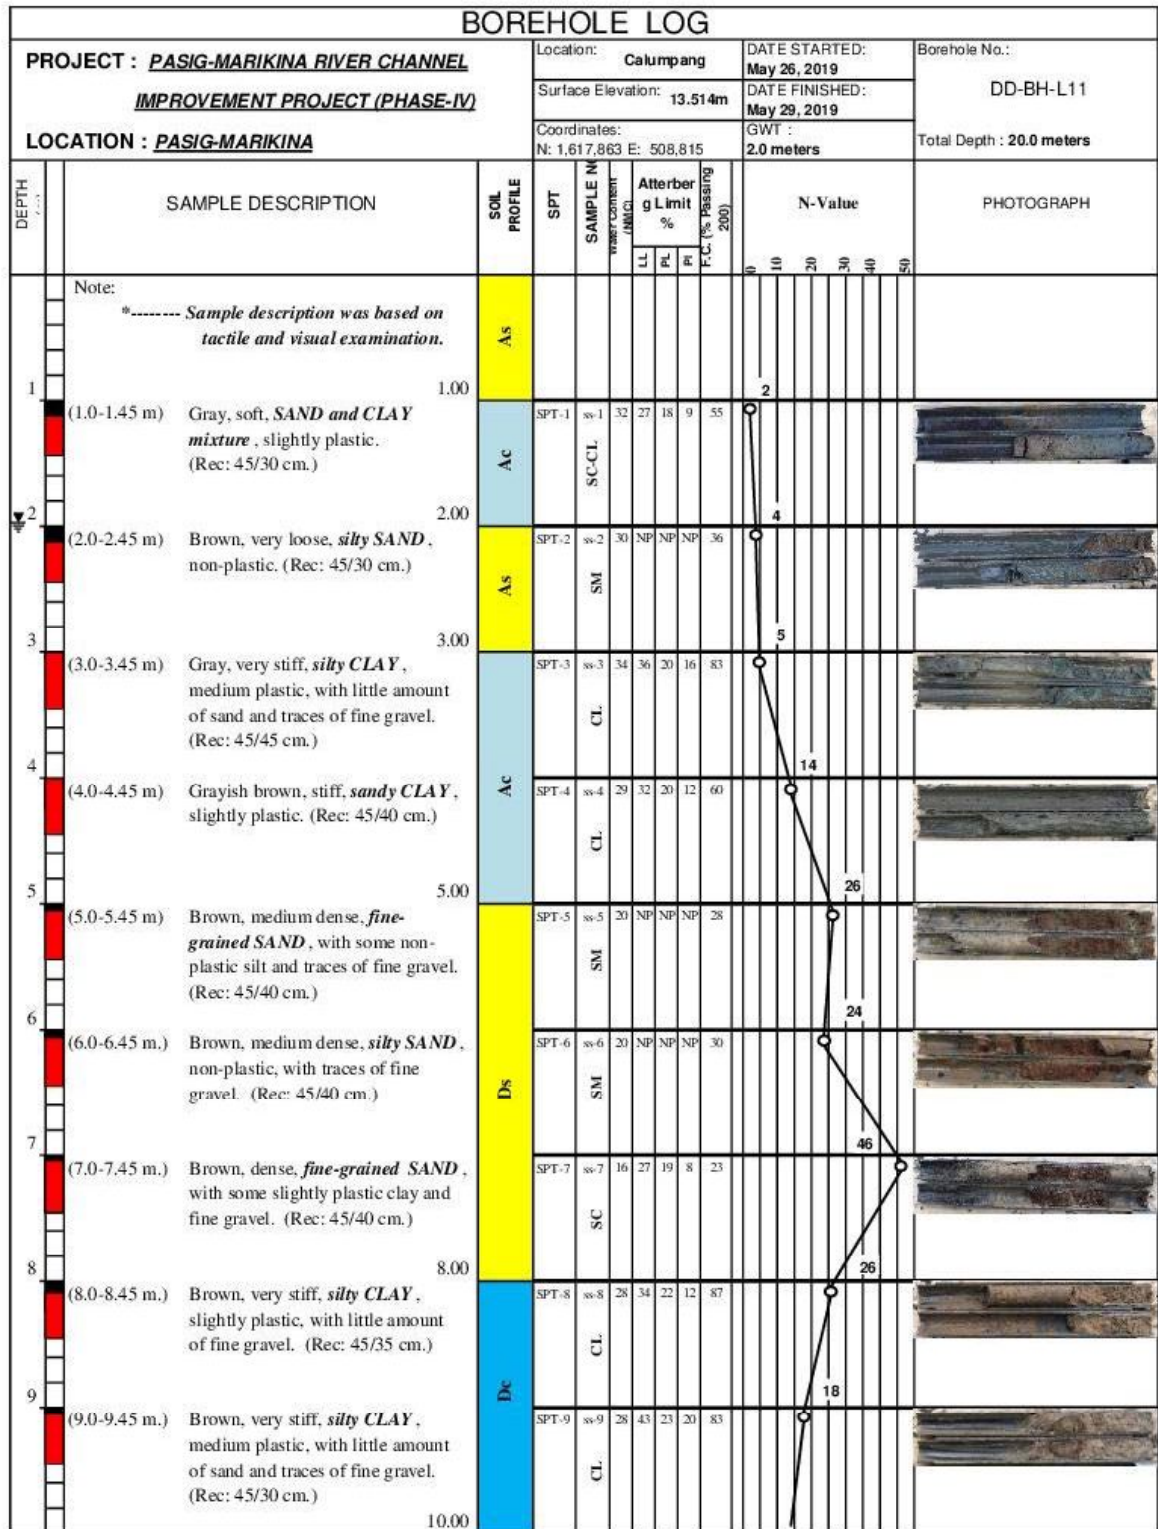 BOREHOLE LOG
PROJECT : PASIG-MARIKINA RIVER CHANNEL
IMPROVEMENT PROJECT (PHASE-IV)
LOCATION : PASIG-MARIKINA
Location: Calumpang
Surface Elevation: 13.514m
Coordinates:
N: 1,617,863 E: 508,815
DATE STARTED:
May 26, 2019
DATE FINISHED:
May 29, 2019
GWT :
2.0 meters
Borehole No.:
DD-BH-L11
Total Depth : 20.0 meters
DEPTH
SAMPLE DESCRIPTION
SOIL
PROFILE
SPT
SAMPLE NO
Water Content
(NMC)
Atterber
g Limit
%
LL PL PI
F.C. (% Passing
200)
N-Value
0 10 20 30 40 50
PHOTOGRAPH
Note:
*-------- Sample description was based on
tactile and visual examination.
As
1 1.00
2
(1.0-1.45 m) Gray, soft, SAND and CLAY
mixture , slightly plastic.
(Rec: 45/30 cm.)
Ac
SPT-1 ss-1 32 27 18 9 55
SC-CL
2 2.00
4
(2.0-2.45 m) Brown, very loose, silty SAND ,
non-plastic. (Rec: 45/30 cm.)
As
SPT-2 ss-2 30 NP NP NP 36
SM
3 3.00
5
(3.0-3.45 m) Gray, very stiff, silty CLAY ,
medium plastic, with little amount
of sand and traces of fine gravel.
(Rec: 45/45 cm.)
Ac
SPT-3 ss-3 34 36 20 16 83
CL
4
14
(4.0-4.45 m) Grayish brown, stiff, sandy CLAY ,
slightly plastic. (Rec: 45/40 cm.)
SPT-4 ss-4 29 32 20 12 60
CL
5 5.00
26
(5.0-5.45 m) Brown, medium dense, fine-
grained SAND , with some non-
plastic silt and traces of fine gravel.
(Rec: 45/40 cm.)
SPT-5 ss-5 20 NP NP NP 28
SM
6
24
(6.0-6.45 m.) Brown, medium dense, silty SAND ,
non-plastic, with traces of fine
gravel. (Rec: 45/40 cm.)
Ds
SPT-6 ss-6 20 NP NP NP 30
SM
7
46
(7.0-7.45 m.) Brown, dense, fine-grained SAND ,
with some slightly plastic clay and
fine gravel. (Rec: 45/40 cm.)
SPT-7 ss-7 16 27 19 8 23
SC
8 8.00
26
(8.0-8.45 m.) Brown, very stiff, silty CLAY ,
slightly plastic, with little amount
of fine gravel. (Rec: 45/35 cm.)
Dc
SPT-8 ss-8 28 34 22 12 87
CL
9
18
(9.0-9.45 m.) Brown, very stiff, silty CLAY ,
medium plastic, with little amount
of sand and traces of fine gravel.
(Rec: 45/30 cm.)
SPT-9 ss-9 28 43 23 20 83
CL
10.00